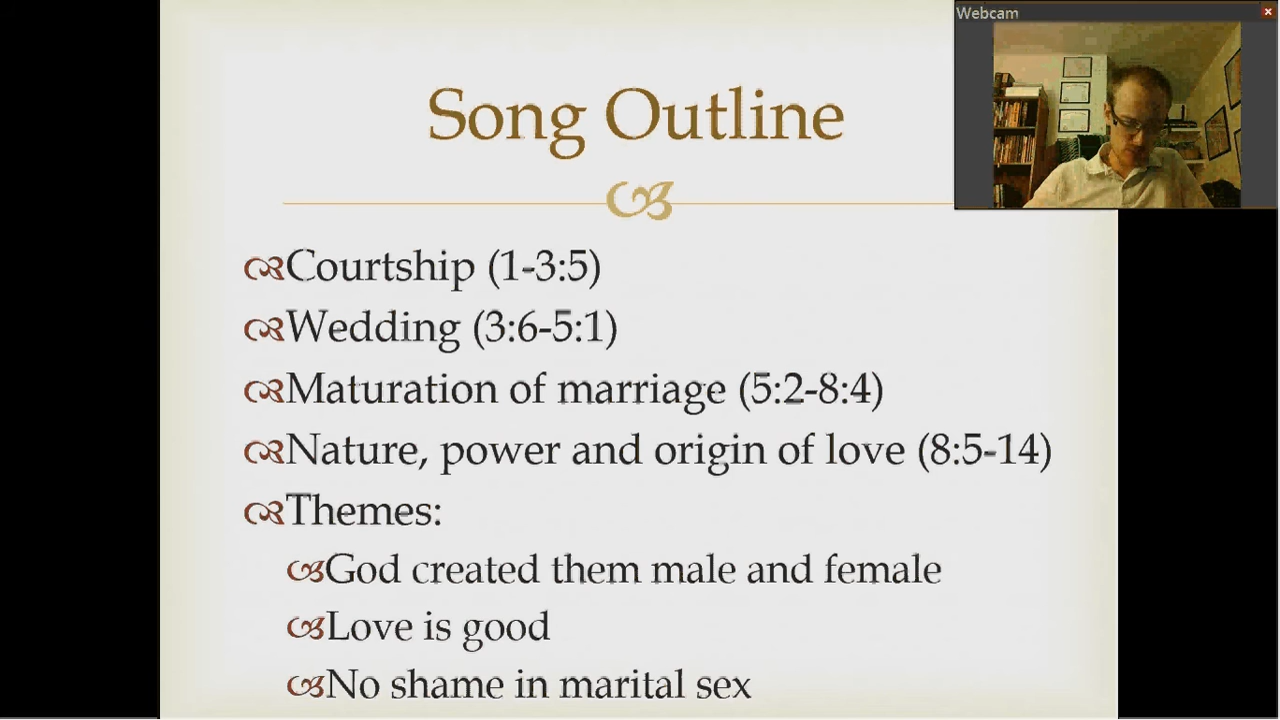 Webcam
Song Outline
Courtship (1-3:5)
Wedding (3:6-5:1)
Maturation of marriage (5:2-8:4)
Nature, power and origin of love (8:5-14)
Themes:
God created them male and female
Love is good
No shame in marital sex